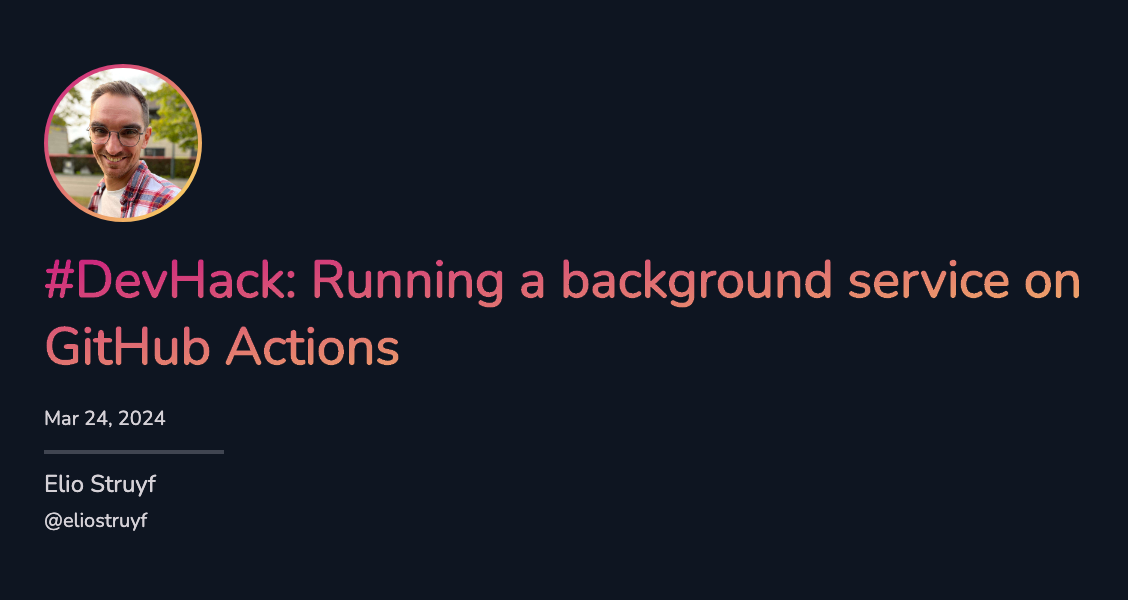 #DevHack: Running a background service on
GitHub Actions
Mar 24, 2024
Elio Struyf
@eliostruyf